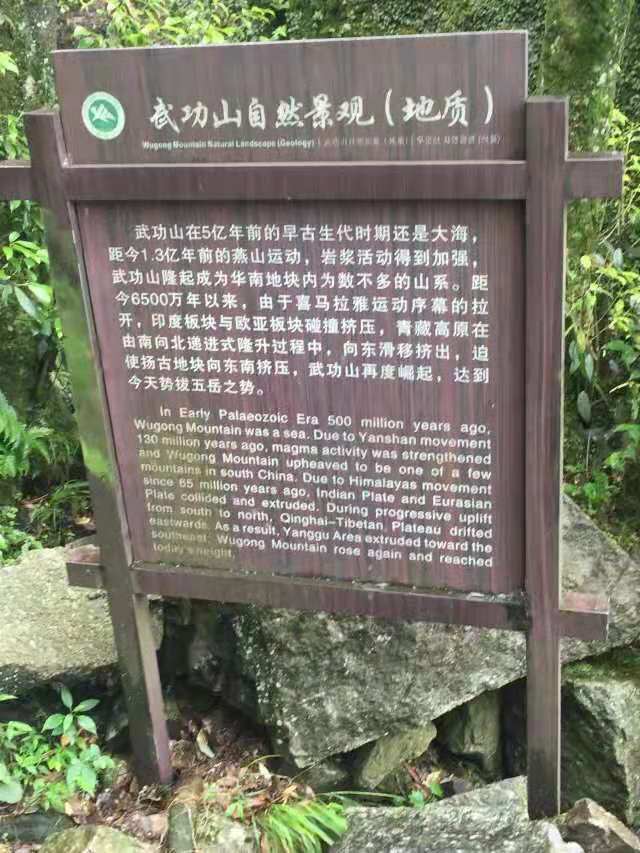 武功山自然景观(地质)
Wugong Mountain Natural Landscape (Geology)
武功山在5亿年前的早古生代时期还是大海，
距今1.3亿年前的燕山运动，岩浆活动得到加强，
武功山隆起成为华南地块内为数不多的山系。距
今6500万年以来，由于喜马拉雅运动序幕的拉
开，印度板块与欧亚板块碰撞挤压，青藏高原在
由南向北递进式隆升过程中，向东滑移挤出，迫
使扬古地块向东南挤压，武功山再度崛起，达到
今天势拔五岳之势。
In Early Palaeozoic Era 500 million years ago,
Wugong Mountain was a sea. Due to Yanshan movement
130 million years ago, magma activity was strengthened
and Wugong Mountain upheaved to be one of a few
mountains in south China. Due to Himalayas movement
since 65 million years ago, Indian Plate and Eurasian
Plate collided and extruded. During progressive uplift
from south to north, Qinghai-Tibetan Plateau drifted
eastwards. As a result, Yanggu Area extruded toward the
southeast. Wugong Mountain rose again and reached
today's height.